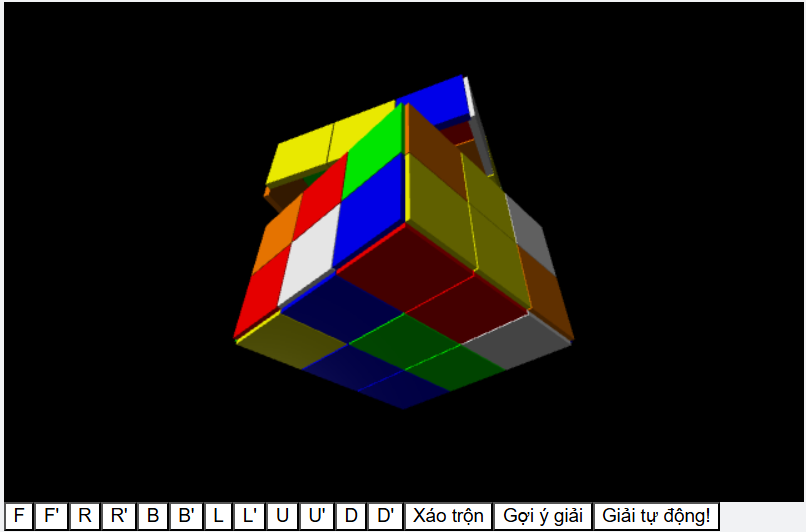 F F' R R' B B' L L' U U' D D' Xáo trộn Gợi ý giải Giải tự động!